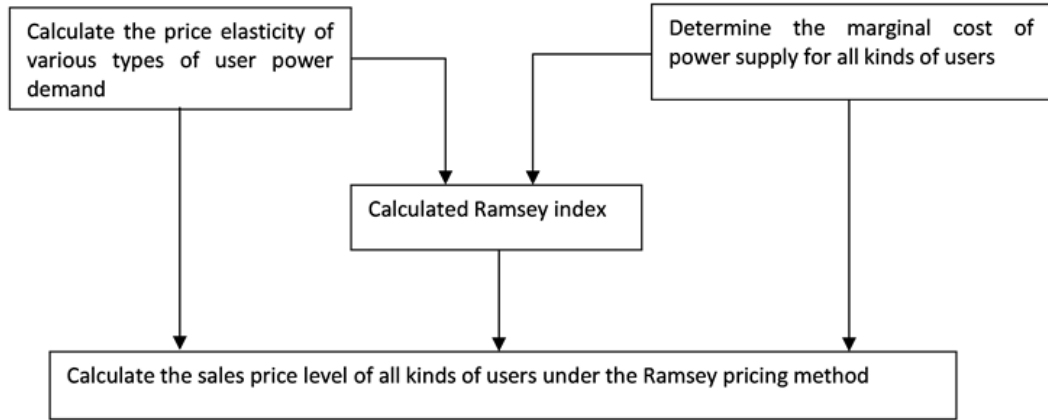 Calculate the price elasticity of
various types of user power
demand
Determine the marginal cost of
power supply for all kinds of users
Calculated Ramsey index
Calculate the sales price level of all kinds of users under the Ramsey pricing method